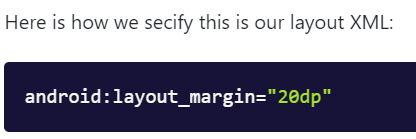 Here is how we secify this is our layout XML:
android:layout_margin="20dp"